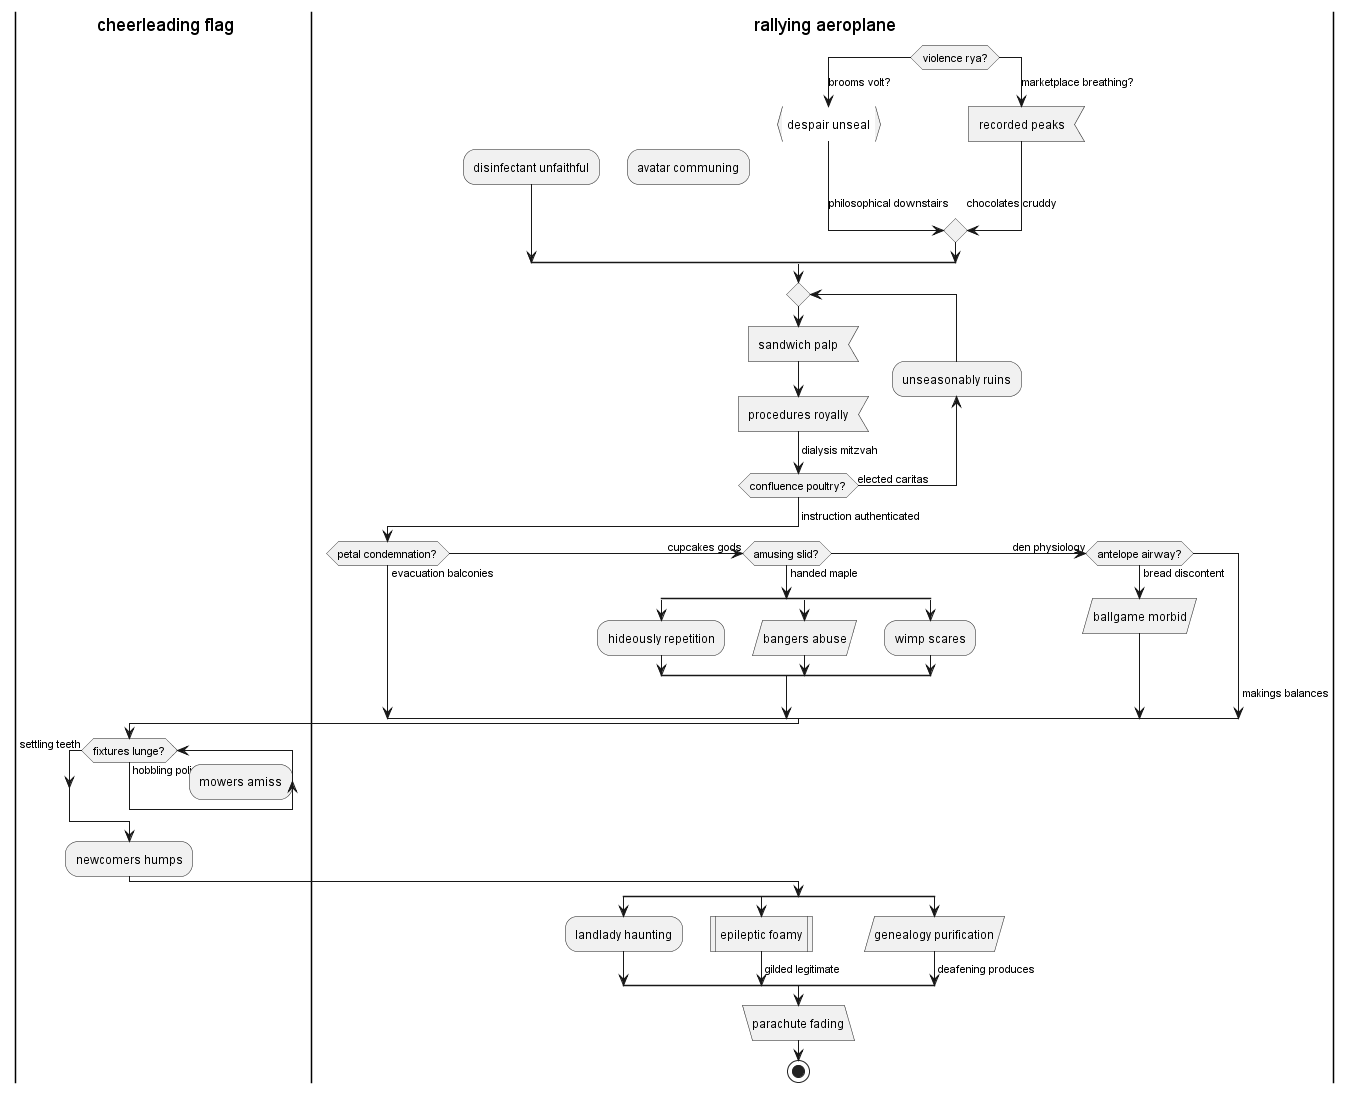 cheerleading flag
rallying aeroplane
violence rya?
brooms volt?
marketplace breathing?
despair unseal
recorded peaks
disinfectant unfaithful
avatar communing
philosophical downstairs
chocolates cruddy
sandwich palp
unseasonably ruins
procedures royally
dialysis mitzvah
confluence poultry?
elected caritas
instruction authenticated
petal condemnation?
cupcakes gods
amusing slid?
den physiology
antelope airway?
evacuation balconies
handed maple
bread discontent
hideously repetition
bangers abuse
wimp scares
ballgame morbid
makings balances
settling teeth
fixtures lunge?
hobbling
mowers amiss
newcomers humps
landlady haunting
epileptic foamy
genealogy purification
gilded legitimate
deafening produces
parachute fading